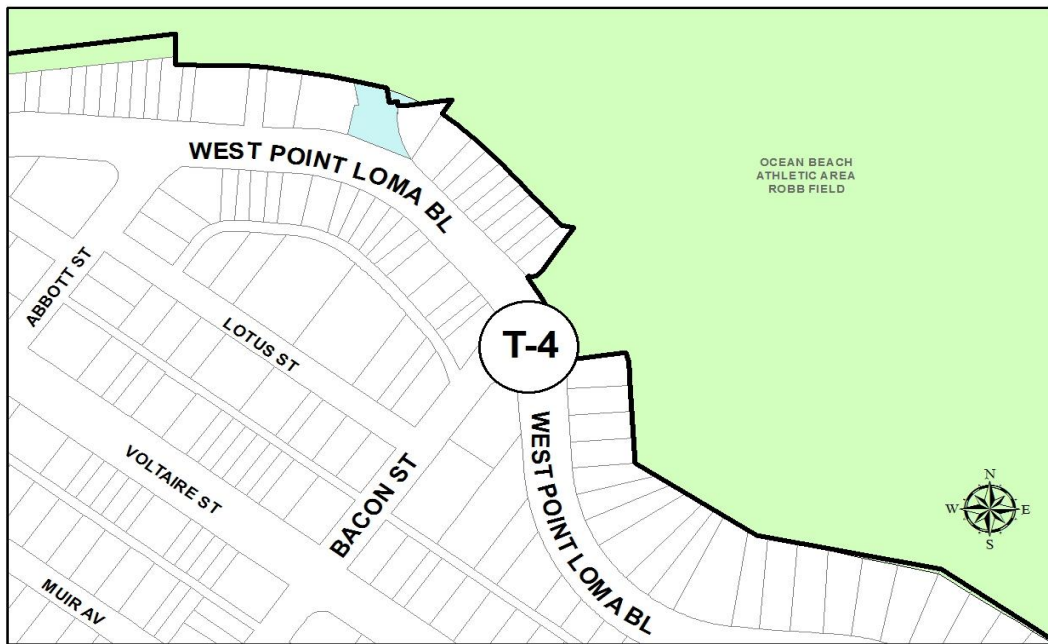 WEST POINT LOMA BL
OCEAN BEACH
ATHLETIC AREA
ROBB FIELD
ABBOTT ST
LOTUS ST
T-4
VOLTAIRE ST
BACON ST
WEST POINT LOMA BL
MUIR AV
N
W E
S